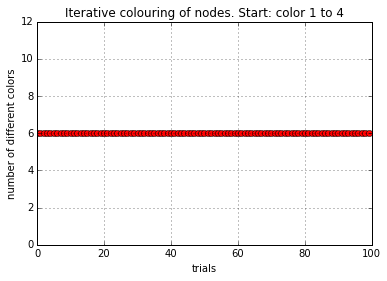 Iterative colouring of nodes. Start: color 1 to 4
number of different colors
12
10
8
6
4
2
0
0 20 40 60 80 100
trials